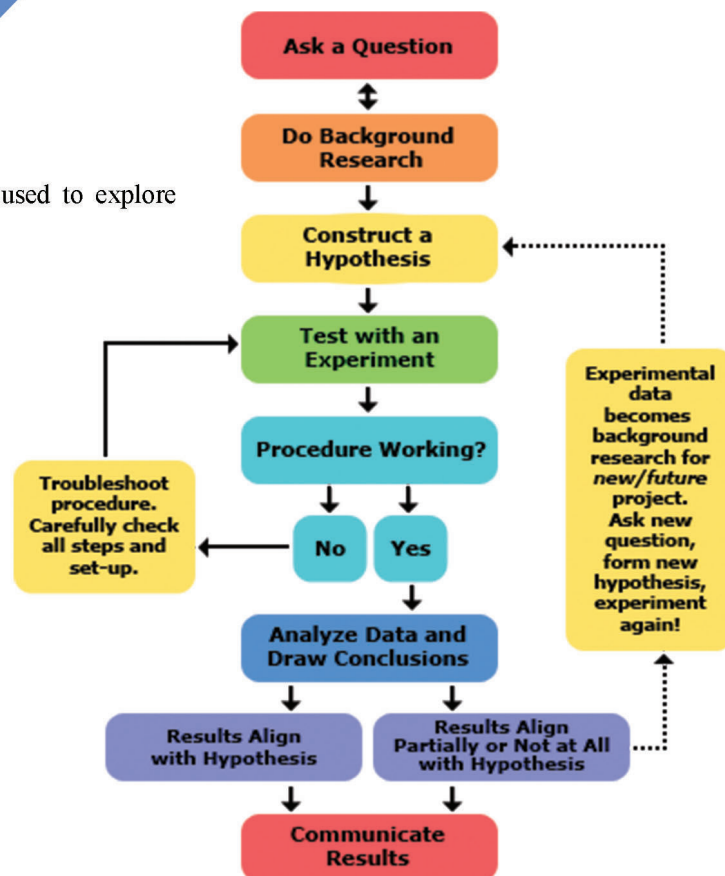 Ask a Question
Do Background
Research
used to explore
Construct a
Hypothesis
Test with an
Experiment
Procedure Working?
Troubleshoot
procedure.
Carefully check
all steps and
set-up.
No
Yes
Experimental
data
becomes
background
research for
new/future
project.
Ask new
question,
form new
hypothesis,
experiment
again!
Analyze Data and
Draw Conclusions
Results Align
with Hypothesis
Results Align
Partially or Not at All
with Hypothesis
Communicate
Results